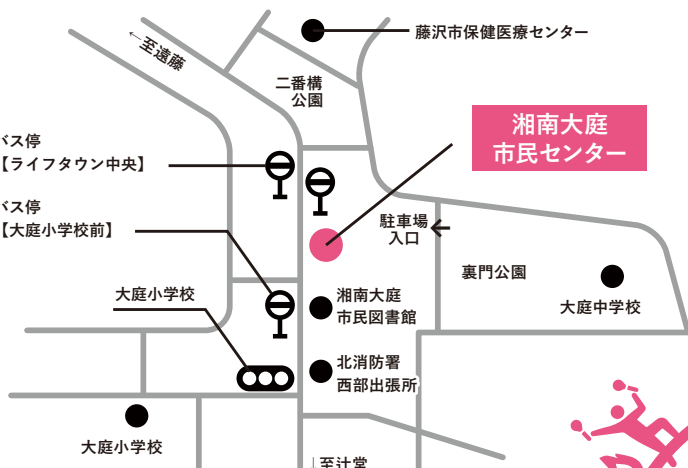 藤沢市保健医療センター
←至遠藤
二番構
公園
湘南大庭
市民センター
バス停
【ライフタウン中央】
バス停
【大庭小学校前】
駐車場
入口
裏門公園
大庭中学校
大庭小学校
湘南大庭
市民図書館
北消防署
西部出張所
大庭小学校
↓至辻堂